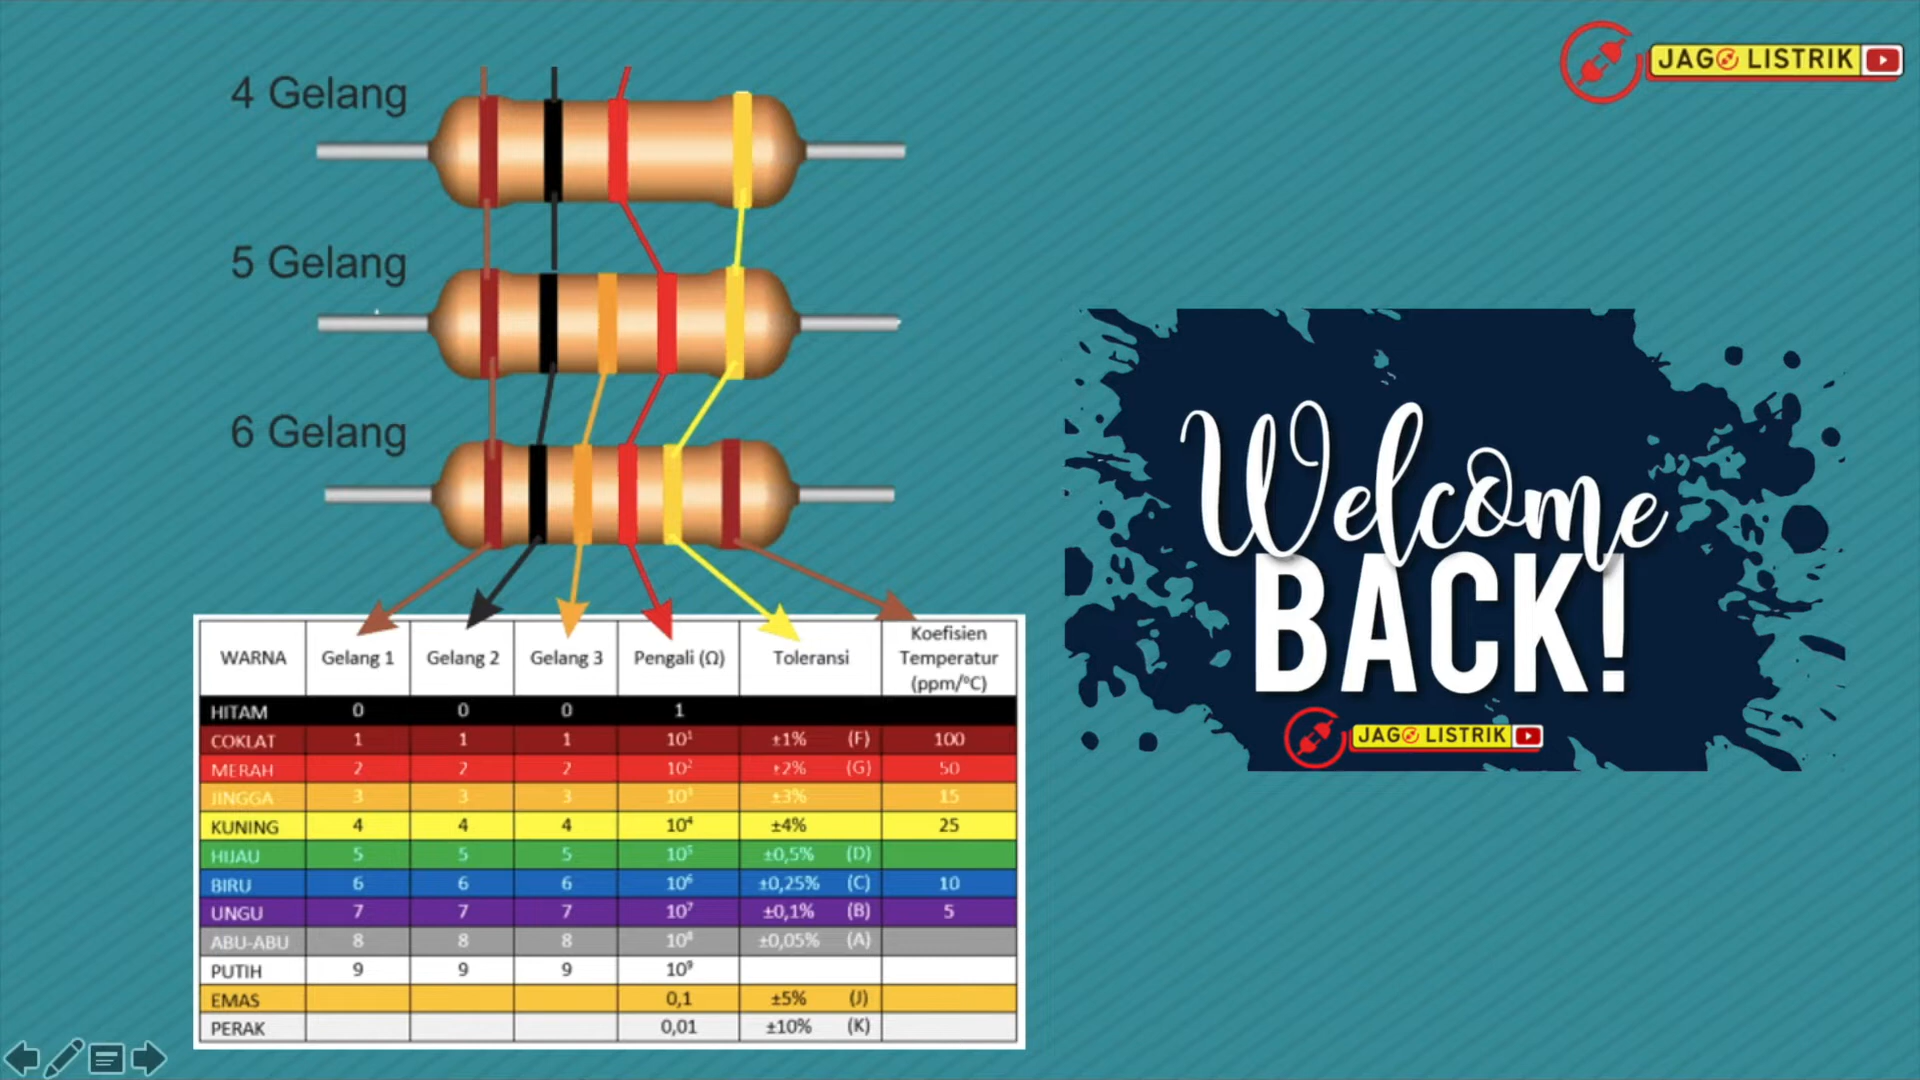 JAGO LISTRIK
4 Gelang
5 Gelang
6 Gelang
Welcome
BACK!
JAGO LISTRIK
WARNA Gelang 1 Gelang 2 Gelang 3 Pengali (Ω) Toleransi Koefisien Temperatur (ppm/⁰C)
HITAM 0 0 0 1
COKLAT 1 1 1 10¹ ±1% (F) 100
MERAH 2 2 2 10² ±2% (G) 50
JINGGA 3 3 3 10³ ±3% 15
KUNING 4 4 4 10⁴ ±4% 25
HIJAU 5 5 5 10⁵ ±0,5% (D)
BIRU 6 6 6 10⁶ ±0,25% (C) 10
UNGU 7 7 7 10⁷ ±0,1% (B) 5
ABU-ABU 8 8 8 10⁸ ±0,05% (A)
PUTIH 9 9 9 10⁹
EMAS 0,1 ±5% (J)
PERAK 0,01 ±10% (K)